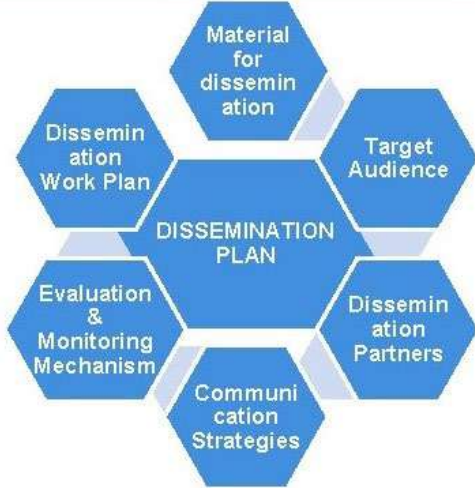 Material
for
dissemin
ation
Target
Audience
Dissemin
ation
Partners
Communi
cation
Strategies
Evaluation
&
Monitoring
Mechanism
Dissemin
ation
Work Plan
DISSEMINATION
PLAN